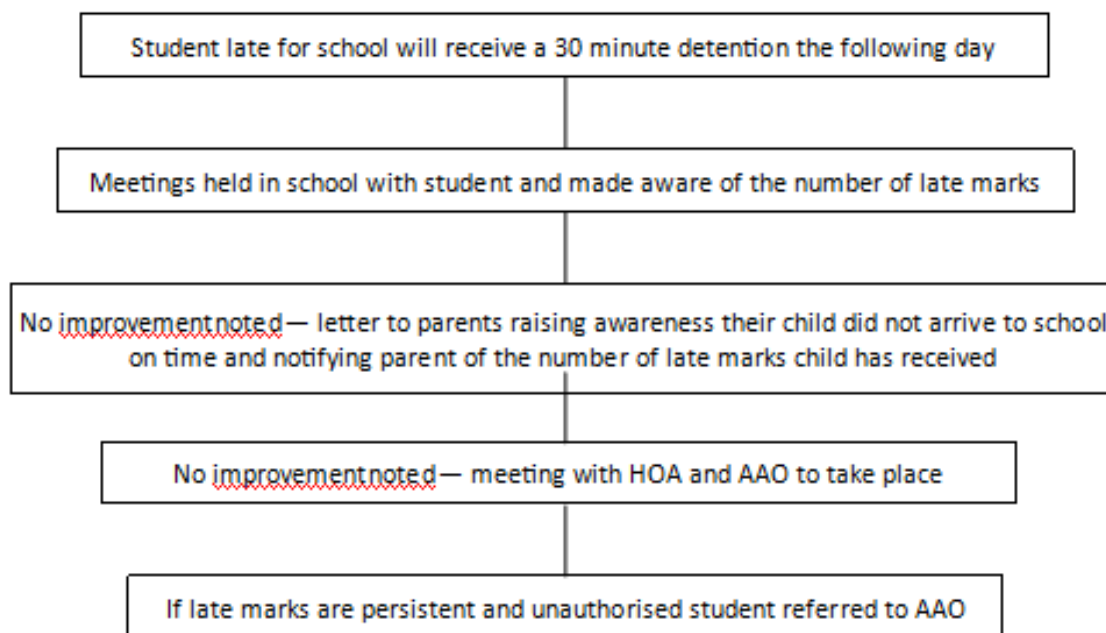 Student late for school will receive a 30 minute detention the following day
Meetings held in school with student and made aware of the number of late marks
No improvementnoted— letter to parents raising awareness their child did not arrive to school
on time and notifying parent of the number of late marks child has received
No improvementnoted— meeting with HOA and AAO to take place
If late marks are persistent and unauthorised student referred to AAO